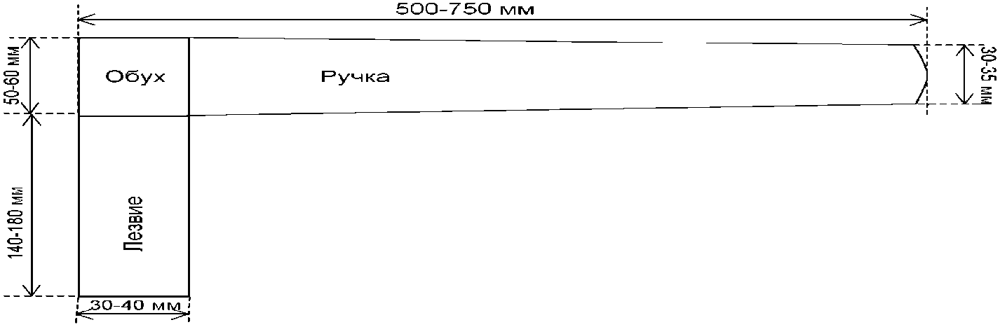 500-750 мм
50-60 мм
Обух
Ручка
30-35 мм
140-180 мм
Лезвие
30-40 мм